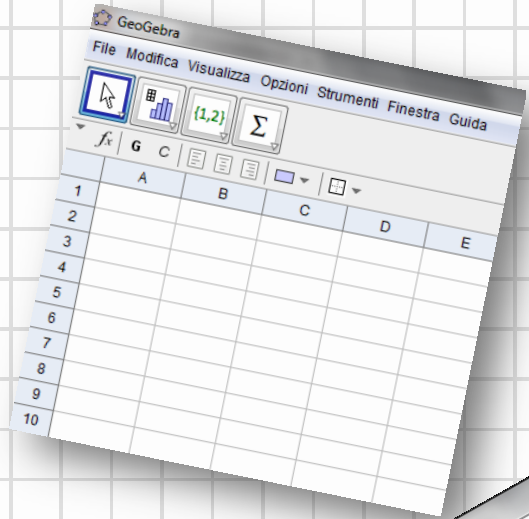 GeoGebra
File Modifica Visualizza Opzioni Strumenti Finestra Guida
{1,2} Σ
fx G C
A B C D E
1
2
3
4
5
6
7
8
9
10